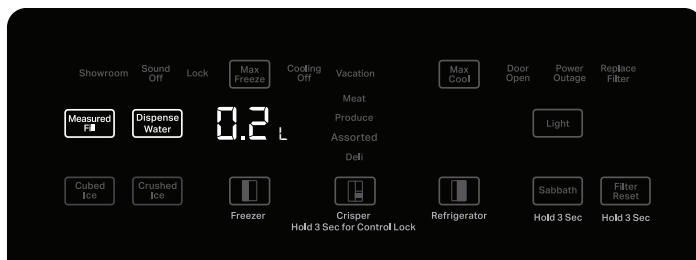 Showroom
Sound
Off
Lock
Max
Freeze
Cooling
Off
Vacation
Max
Cool
Door
Open
Power
Outage
Replace
Filter
Meat
Measured
Fill
Dispense
Water
0.2 L
Produce
Assorted
Light
Deli
Cubed
Ice
Crushed
Ice
Sabbath
Filter
Reset
Freezer
Crisper
Hold 3 Sec for Control Lock
Refrigerator
Hold 3 Sec
Hold 3 Sec